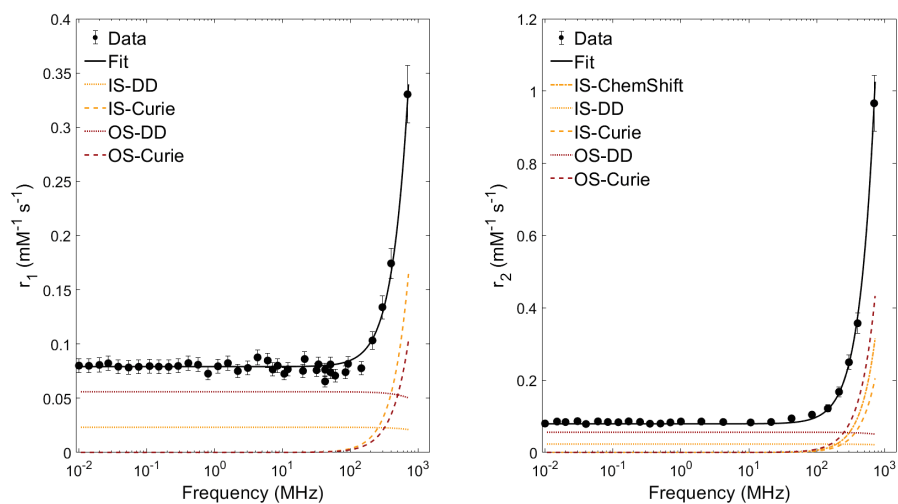 0.4
0.35
0.3
0.25
0.2
0.15
0.1
0.05
0
r₁ (mM⁻¹ s⁻¹)
Data
Fit
IS-DD
IS-Curie
OS-DD
OS-Curie
10⁻² 10⁻¹ 10⁰ 10¹ 10² 10³
Frequency (MHz)
1.2
1
0.8
0.6
0.4
0.2
0
r₂ (mM⁻¹ s⁻¹)
Data
Fit
IS-ChemShift
IS-DD
IS-Curie
OS-DD
OS-Curie
10⁻² 10⁻¹ 10⁰ 10¹ 10² 10³
Frequency (MHz)